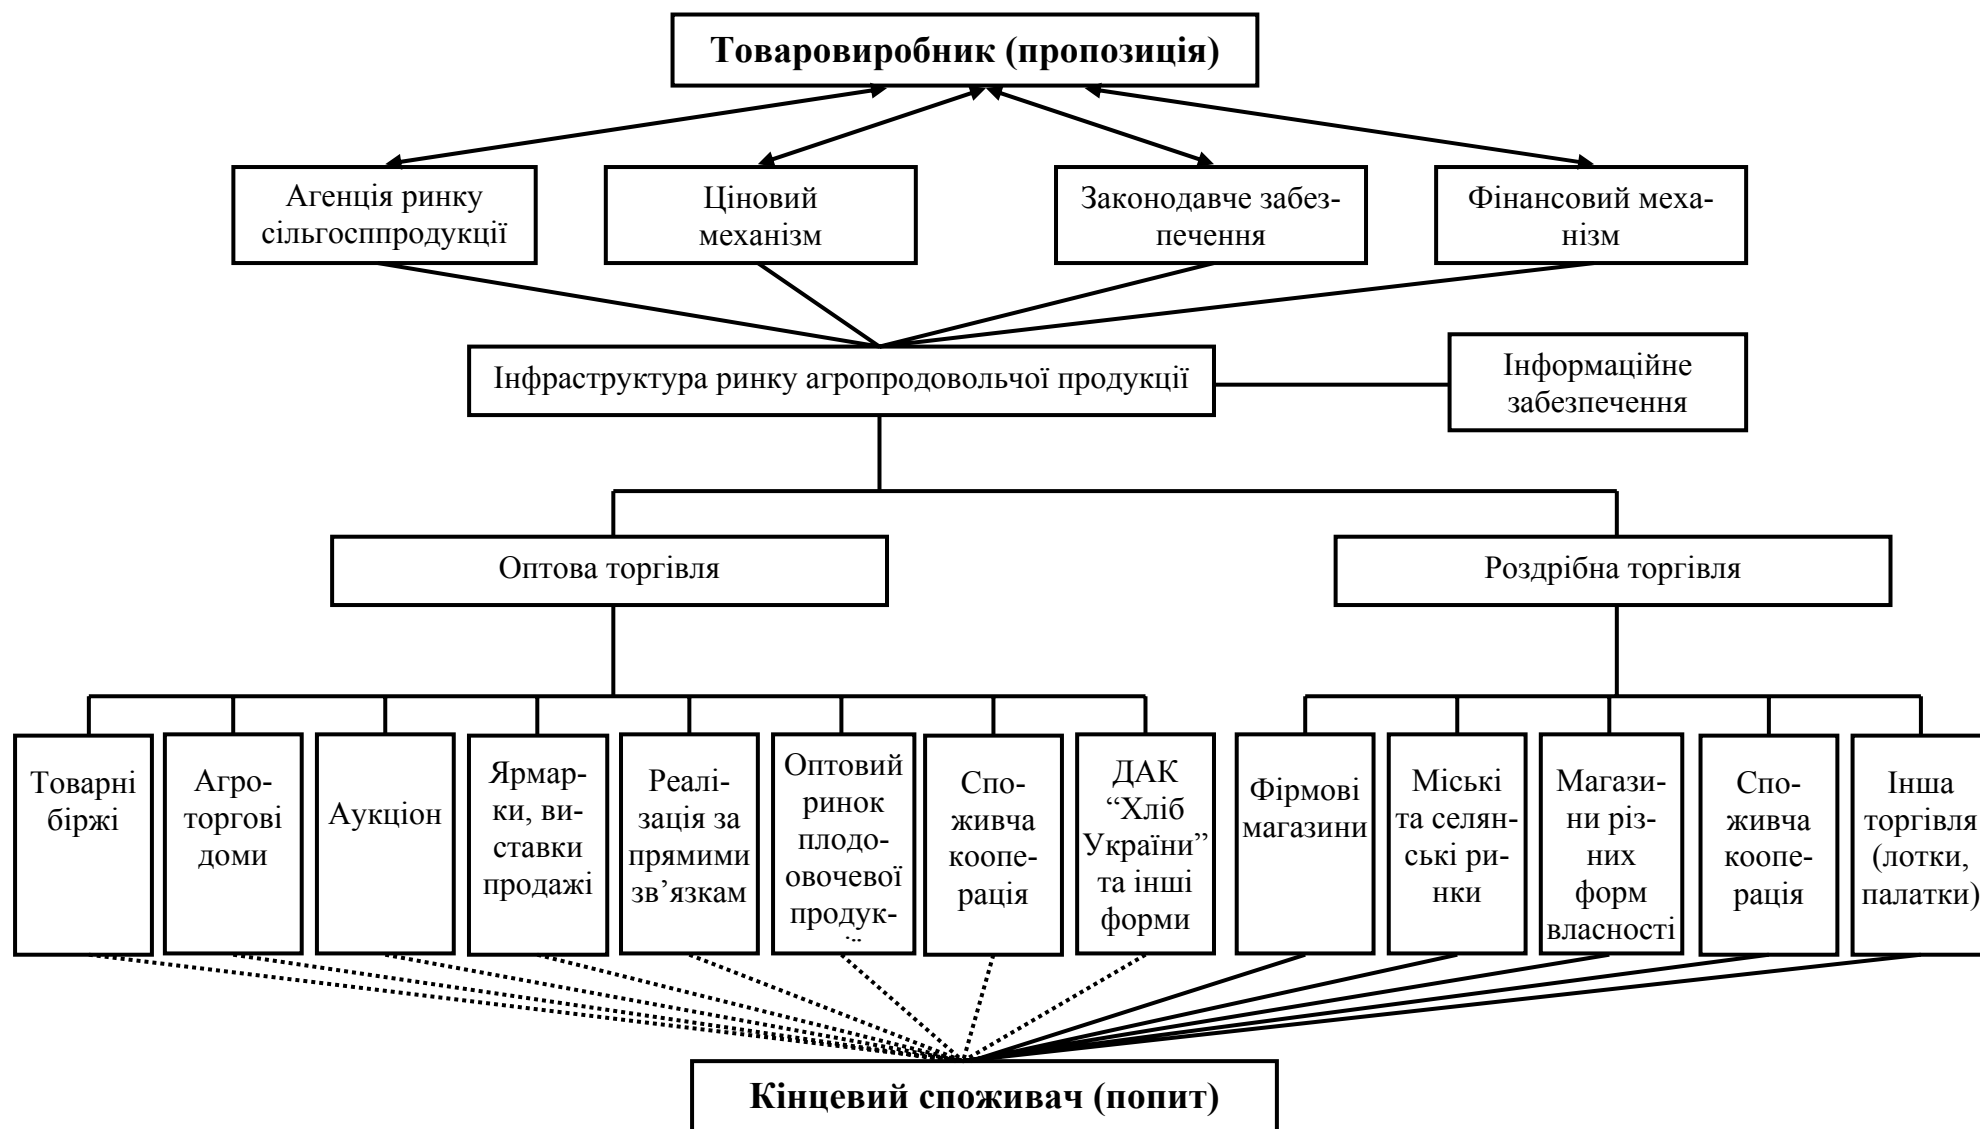 Товаровиробник (пропозиція)
Агенція ринку
сільгосппродукції
Ціновий
механізм
Законодавче забез-
печення
Фінансовий меха-
нізм
Інфраструктура ринку агропродовольчої продукції
Інформаційне
забезпечення
Оптова торгівля
Роздрібна торгівля
Товарні
біржі
Агро-
торгові
доми
Аукціон
Ярмар-
ки, ви-
ставки
продажі
Реалі-
зація за
прямими
зв’язкам
Оптовий
ринок
плодо-
овочевої
продук-
Спо-
живча
коопе-
рація
ДАК
“Хліб
України”
та інші
форми
Фірмові
магазини
Міські
та селян-
ські ри-
нки
Магази-
ни різ-
них
форм
власності
Спо-
живча
коопе-
рація
Інша
торгівля
(лотки,
палатки)
Кінцевий споживач (попит)